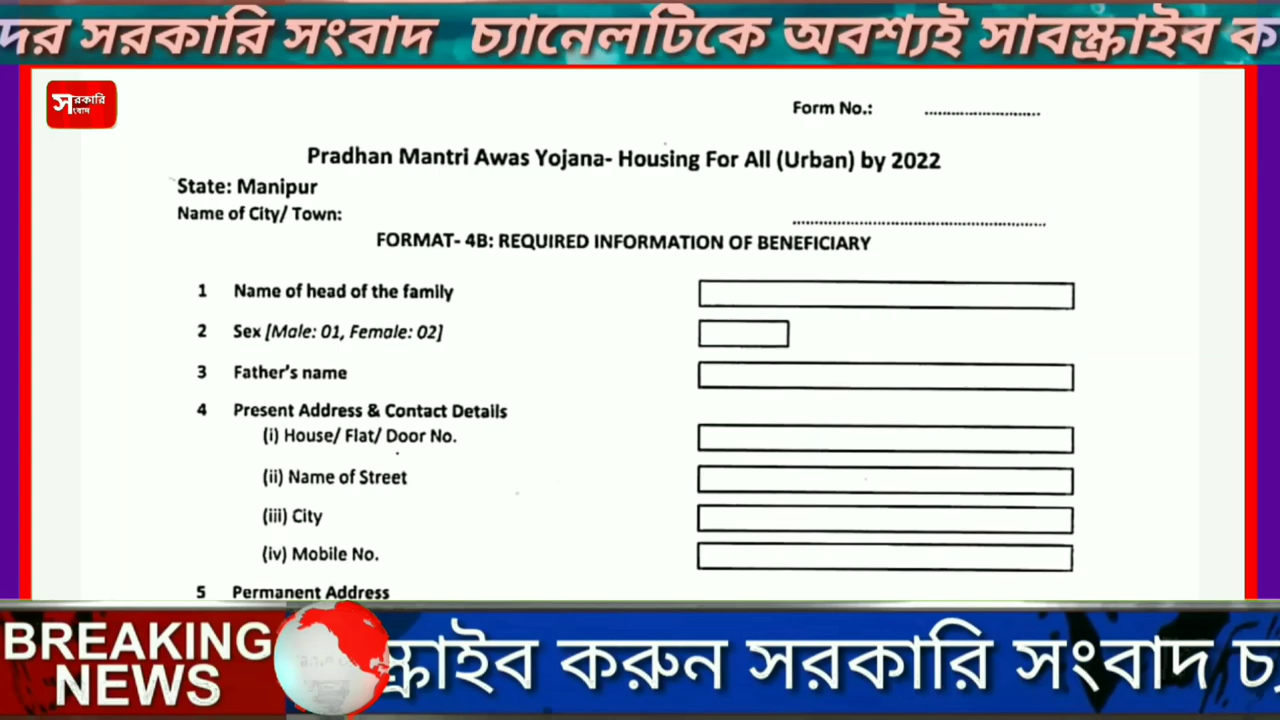 দর সরকারি সংবাদ চ্যানেলটিকে অবশ্যই সাবস্ক্রাইব ক
সরকারি
সংবাদ
Form No.: ........................
Pradhan Mantri Awas Yojana- Housing For All (Urban) by 2022
State: Manipur
Name of City/ Town: ....................................................
FORMAT- 4B: REQUIRED INFORMATION OF BENEFICIARY
1 Name of head of the family
2 Sex [Male: 01, Female: 02]
3 Father's name
4 Present Address & Contact Details
(i) House/ Flat/ Door No.
(ii) Name of Street
(iii) City
(iv) Mobile No.
5 Permanent Address
BREAKING
NEWS
স্ক্রাইব করুন সরকারি সংবাদ চ্